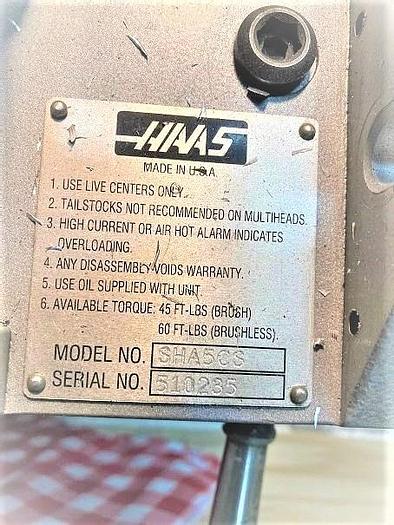 HAAS
MADE IN U.S.A.
1. USE LIVE CENTERS ONLY.
2. TAILSTOCKS NOT RECOMMENDED ON MULTIHEADS.
3. HIGH CURRENT OR AIR HOT ALARM INDICATES
OVERLOADING.
4. ANY DISASSEMBLY VOIDS WARRANTY.
5. USE OIL SUPPLIED WITH UNIT
6. AVAILABLE TORQUE: 45 FT-LBS (BRUSH)
60 FT-LBS (BRUSHLESS).
MODEL NO. SHA5CS
SERIAL NO. 510235